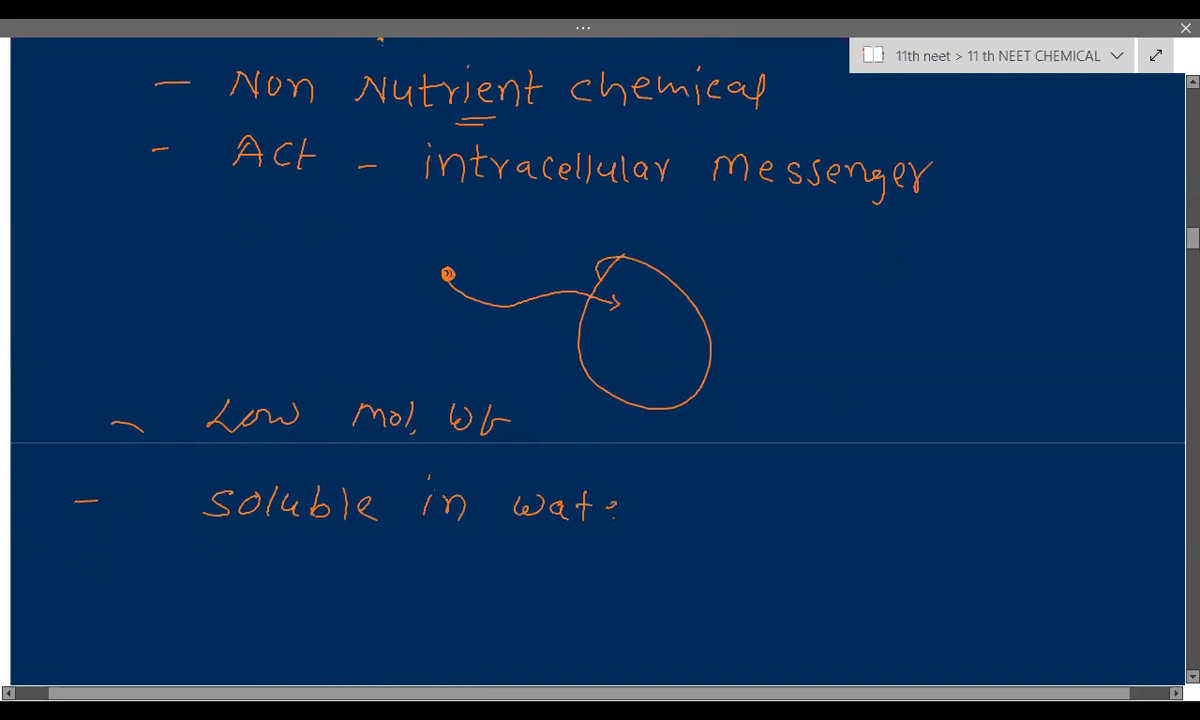 11th neet > 11 th NEET CHEMICAL
- Non Nutrient chemical
- Act - intracellular messenger
- Low mol. wt
- soluble in wat